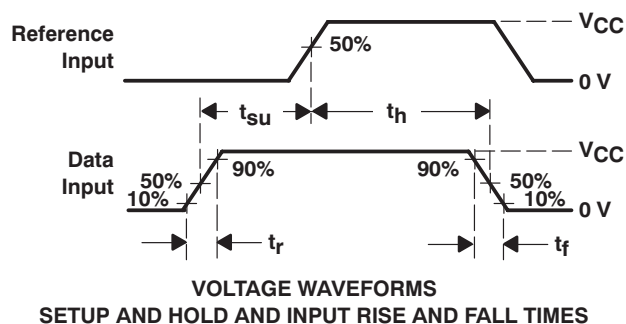 Reference
Input
50%
VCC
0 V
tsu
th
Data
Input
50%
10%
90%
90%
VCC
50%
10%
0 V
tr
tf
VOLTAGE WAVEFORMS
SETUP AND HOLD AND INPUT RISE AND FALL TIMES